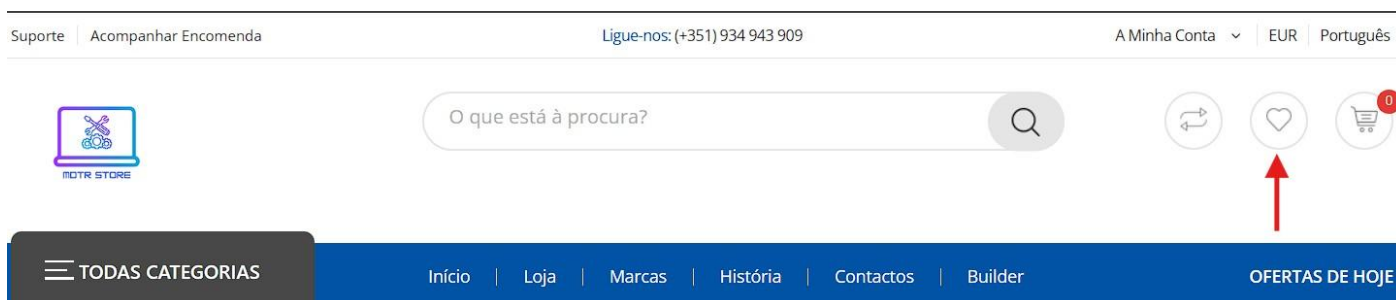 Suporte Acompanhar Encomenda Ligue-nos: (+351) 934 943 909 A Minha Conta EUR Português
O que está à procura?
0
MDTR STORE
TODAS CATEGORIAS Início | Loja | Marcas | História | Contactos | Builder OFERTAS DE HOJE